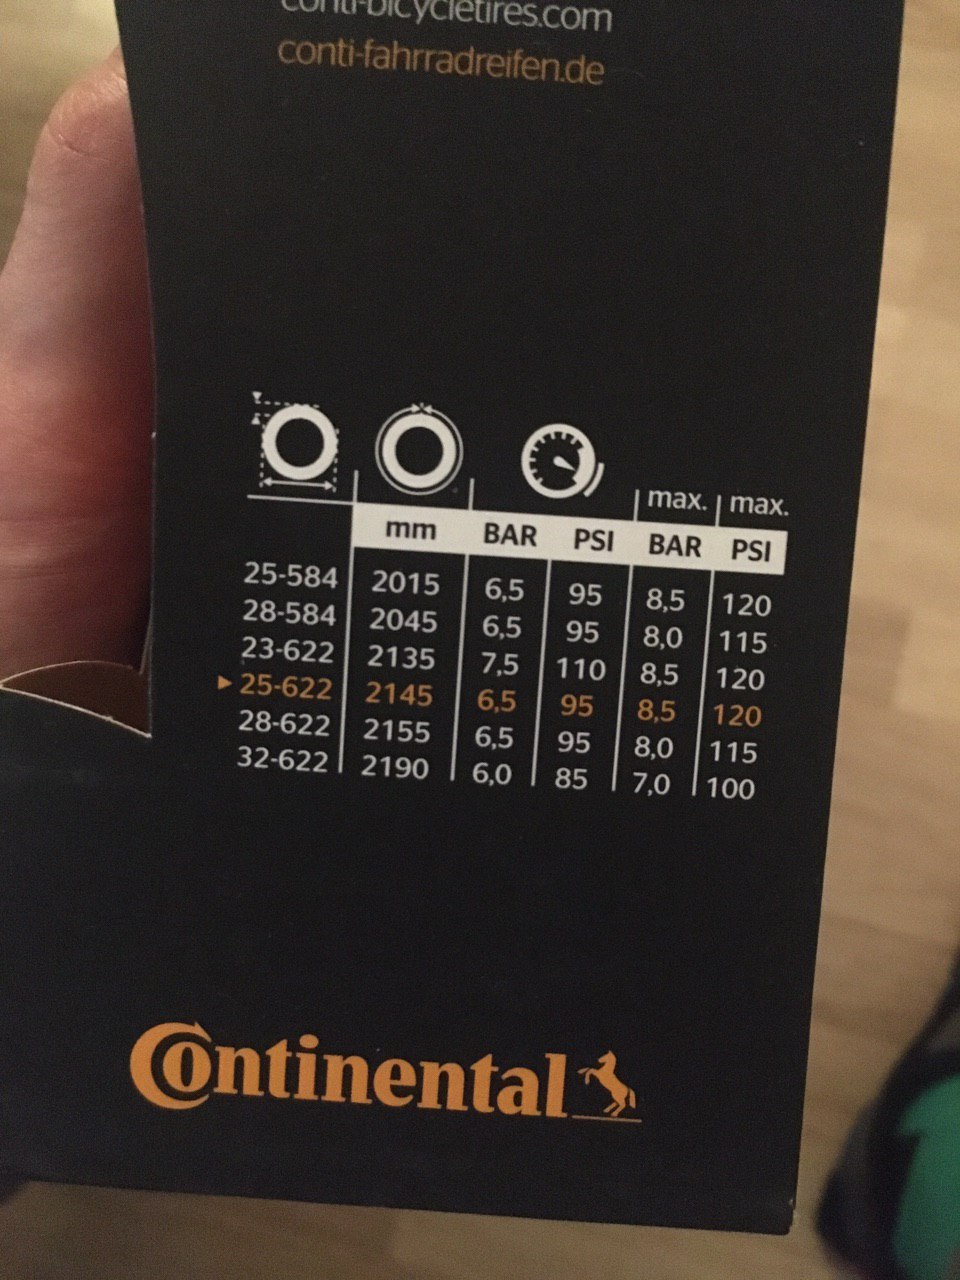 conti-bicycletires.com
conti-fahrradreifen.de
max. max.
mm BAR PSI BAR PSI
25-584 2015 6,5 95 8,5 120
28-584 2045 6,5 95 8,0 115
23-622 2135 7,5 110 8,5 120
▸ 25-622 2145 6,5 95 8,5 120
28-622 2155 6,5 95 8,0 115
32-622 2190 6,0 85 7,0 100
Continental